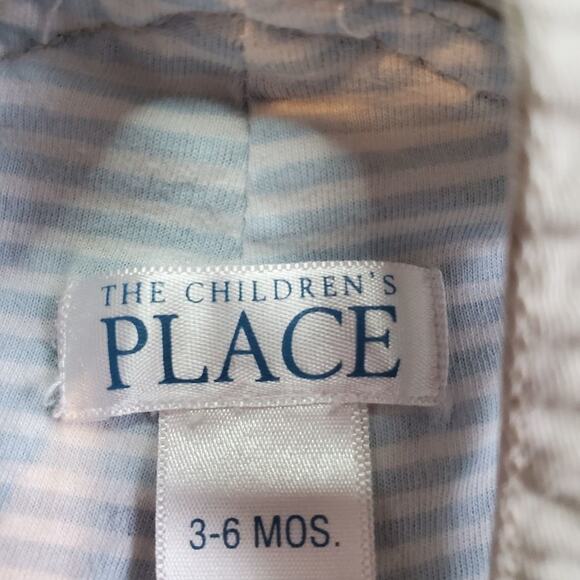 THE CHILDREN'S
PLACE
3-6 MOS.